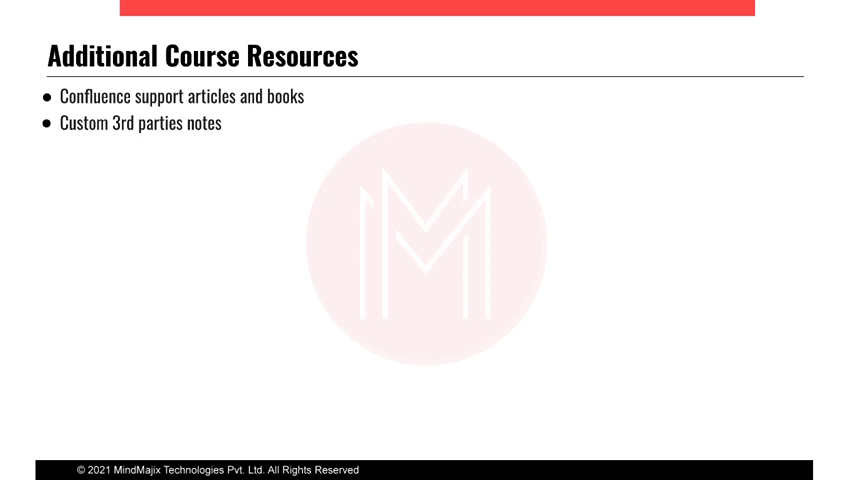 Additional Course Resources
● Confluence support articles and books
● Custom 3rd parties notes
© 2021 MindMajix Technologies Pvt. Ltd. All Rights Reserved